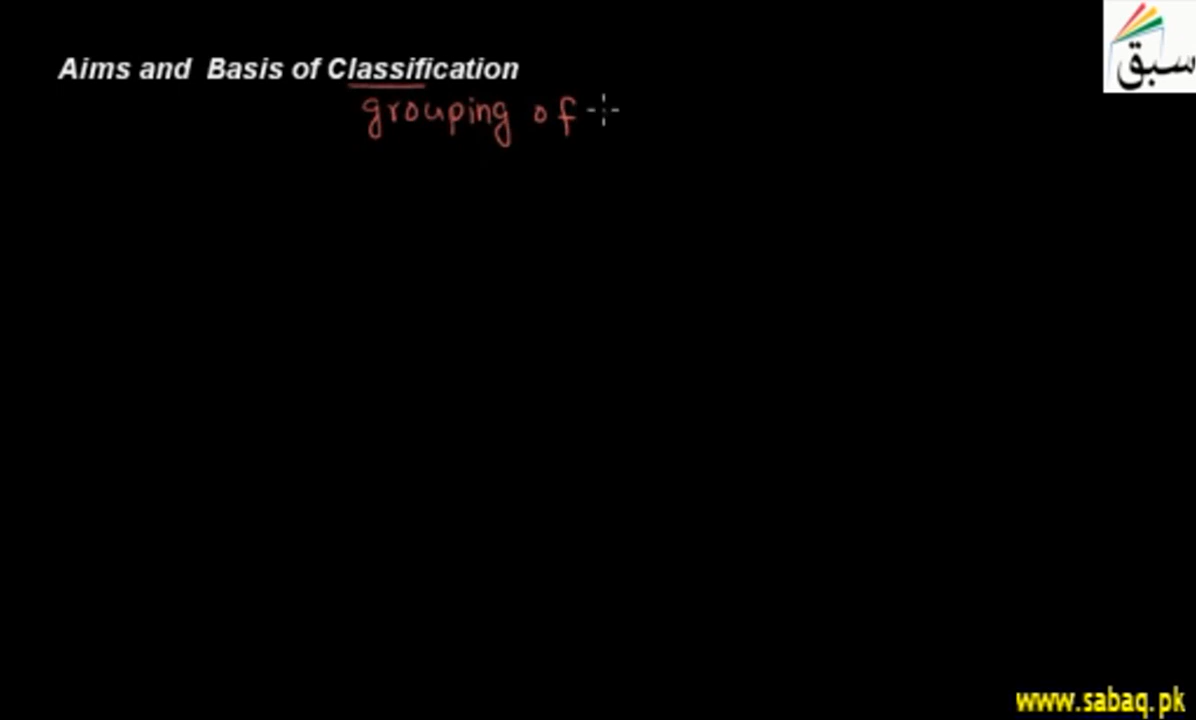 Aims and Basis of Classification
grouping of
سبق
www.sabaq.pk